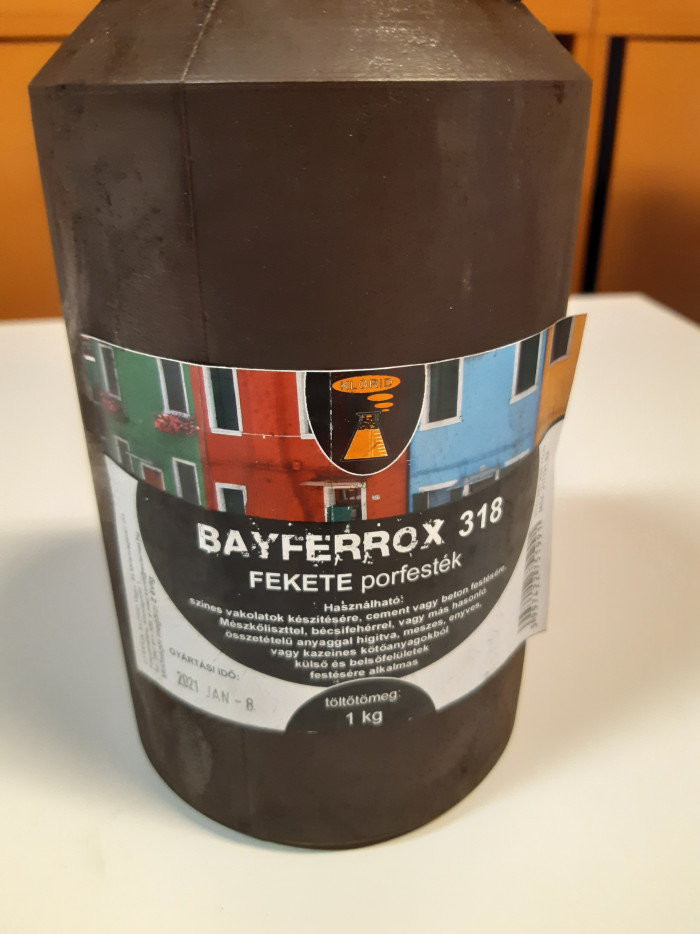 KLORID
BAYFERROX 318
FEKETE porfesték
Használható:
színes vakolatok készítésére, cement vagy beton festésére,
Mészkőliszttel, bécsifehérrel, vagy más hasonló
összetételű anyaggal hígítva, meszes, enyves,
vagy kazeines kötőanyagokból
külső és belsőfelületek
festésére alkalmas
GYÁRTÁSI IDŐ:
2021 JAN - 8.
töltőtömeg:
1 kg